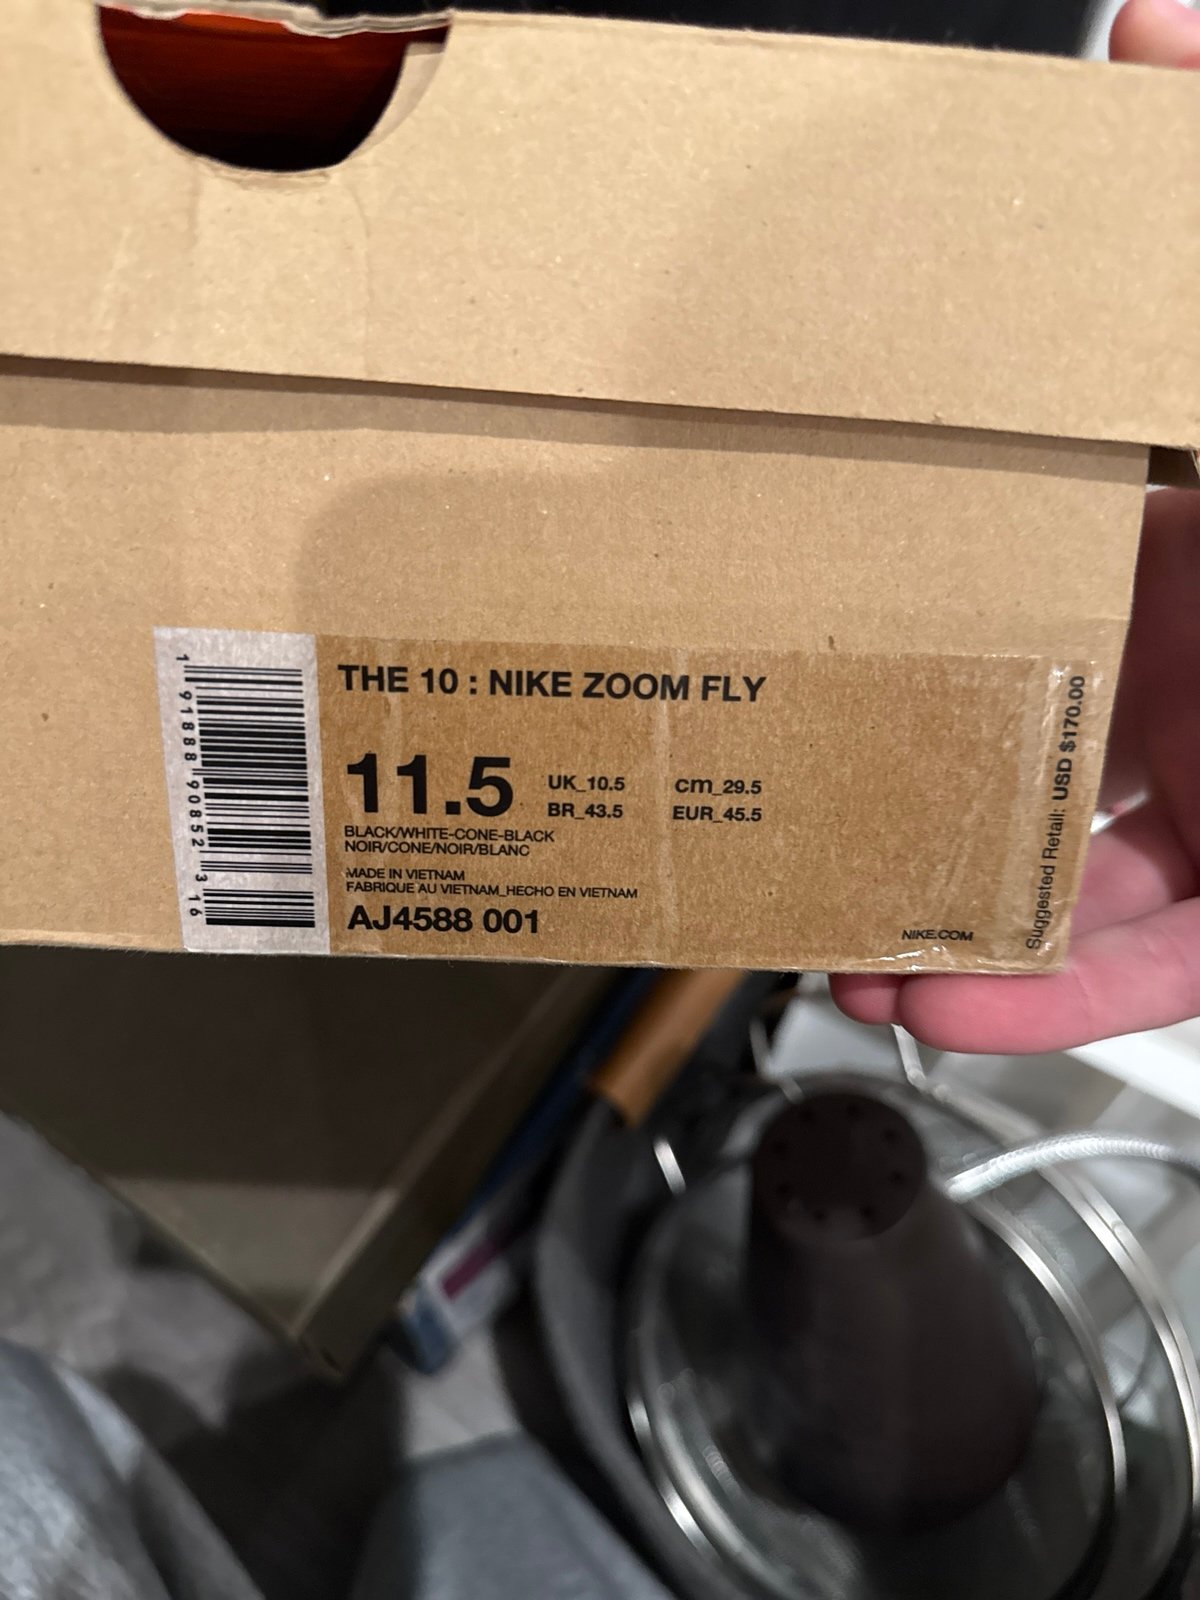 THE 10 : NIKE ZOOM FLY
11.5
UK_10.5 cm_29.5
BR_43.5 EUR_45.5
BLACK/WHITE-CONE-BLACK
NOIR/CONE/NOIR/BLANC
MADE IN VIETNAM
FABRIQUE AU VIETNAM_HECHO EN VIETNAM
AJ4588 001
NIKE.COM
Suggested Retail: USD $170.00
1 91888 90852 3 16